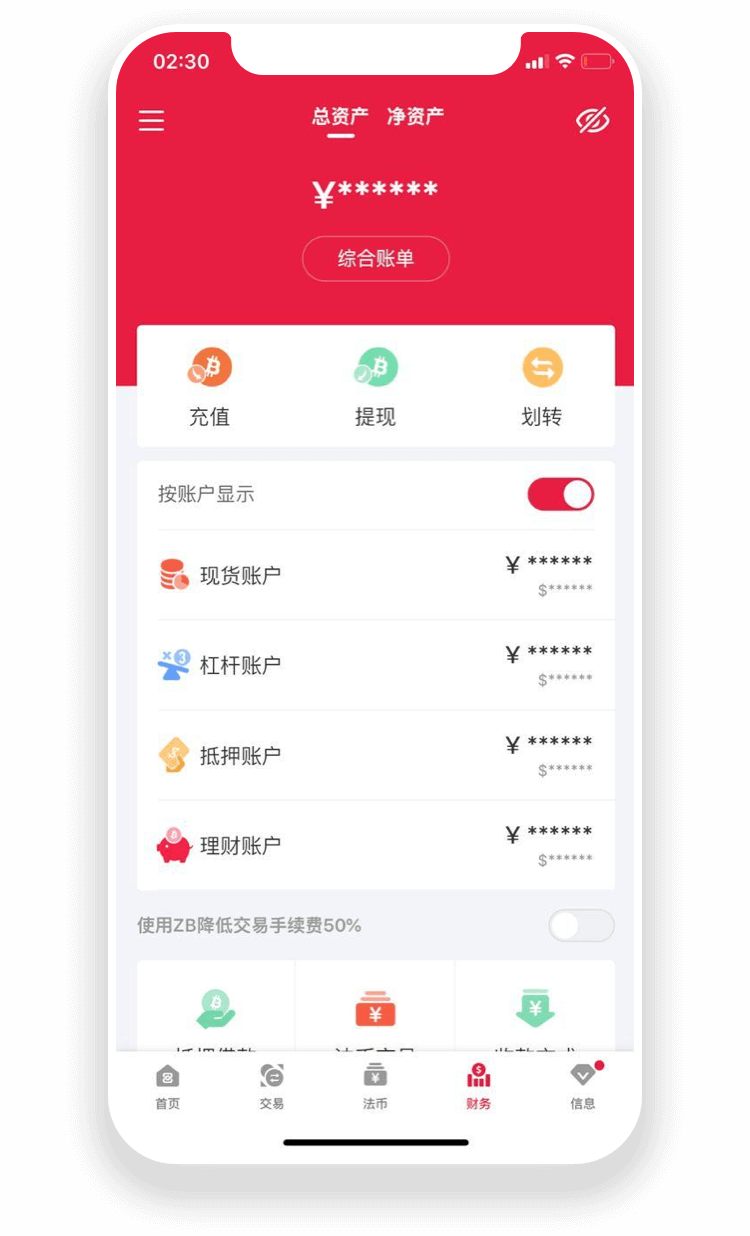 02:30
总资产 净资产
¥******
综合账单
充值 提现 划转
按账户显示
现货账户 ¥ ******
$******
杠杆账户 ¥ ******
$******
抵押账户 ¥ ******
$******
理财账户 ¥ ******
$******
使用ZB降低交易手续费50%
首页 交易 法币 财务 信息